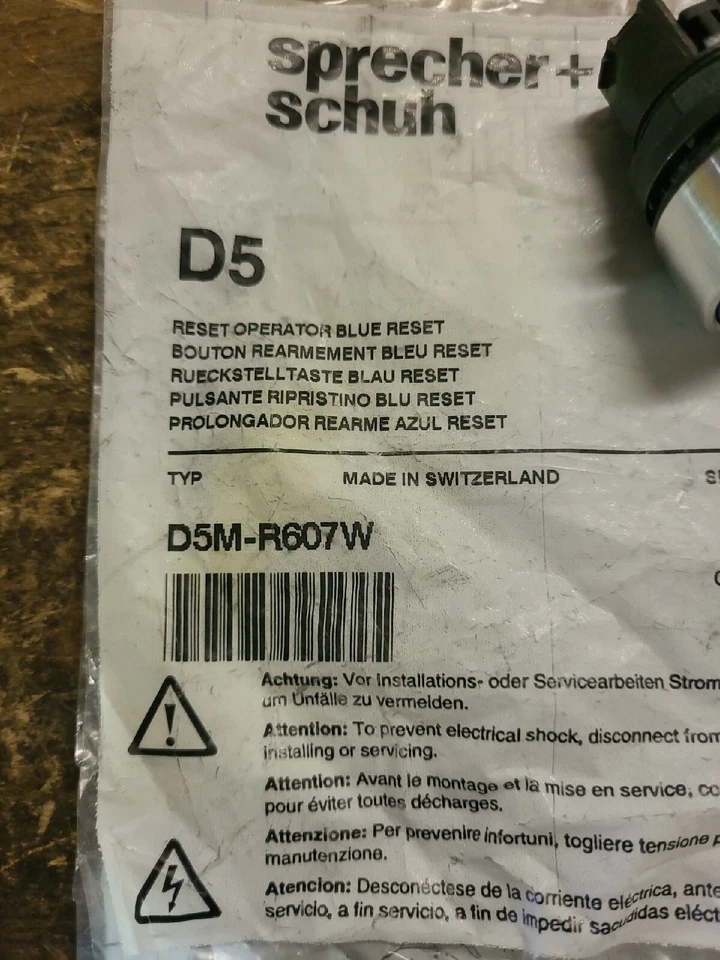 sprecher+
schuh
D5
RESET OPERATOR BLUE RESET
BOUTON REARMEMENT BLEU RESET
RUECKSTELLTASTE BLAU RESET
PULSANTE RIPRISTINO BLU RESET
PROLONGADOR REARME AZUL RESET
TYP MADE IN SWITZERLAND
D5M-R607W
Achtung: Vor Installations- oder Servicearbeiten Strom
um Unfälle zu vermelden.
Attention: To prevent electrical shock, disconnect from
installing or servicing.
Attention: Avant le montage et la mise en service, co
pour éviter toutes décharges.
Attenzione: Per prevenire infortuni, togliere tensione p
manutenzione.
Atencion: Desconéctese de la corriente eléctrica, ante
servicio, a fin servicio, a fin de impedir sacudidas eléct